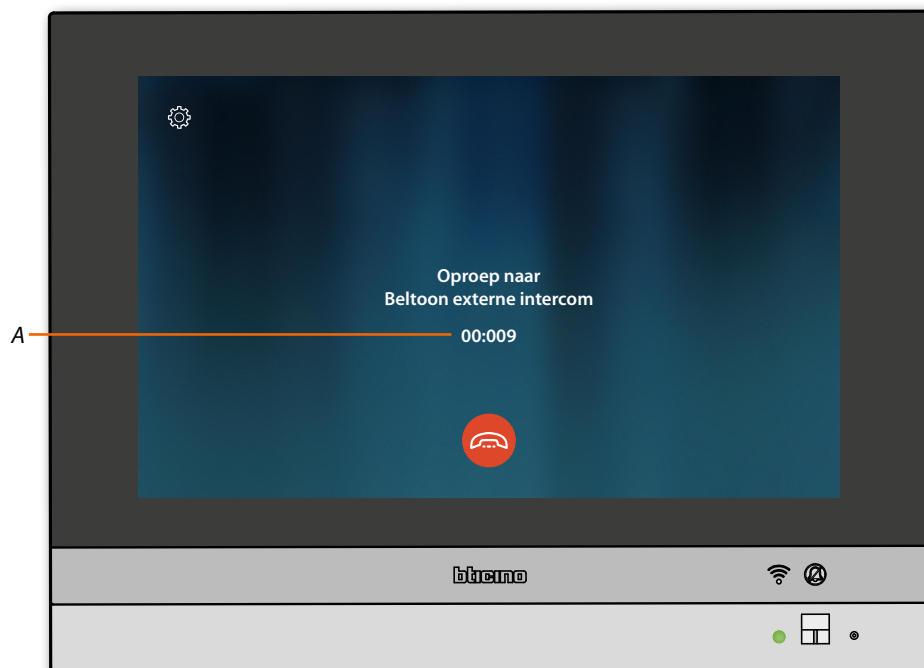 Oproep naar
Beltoon externe intercom
A
00:009
bticino